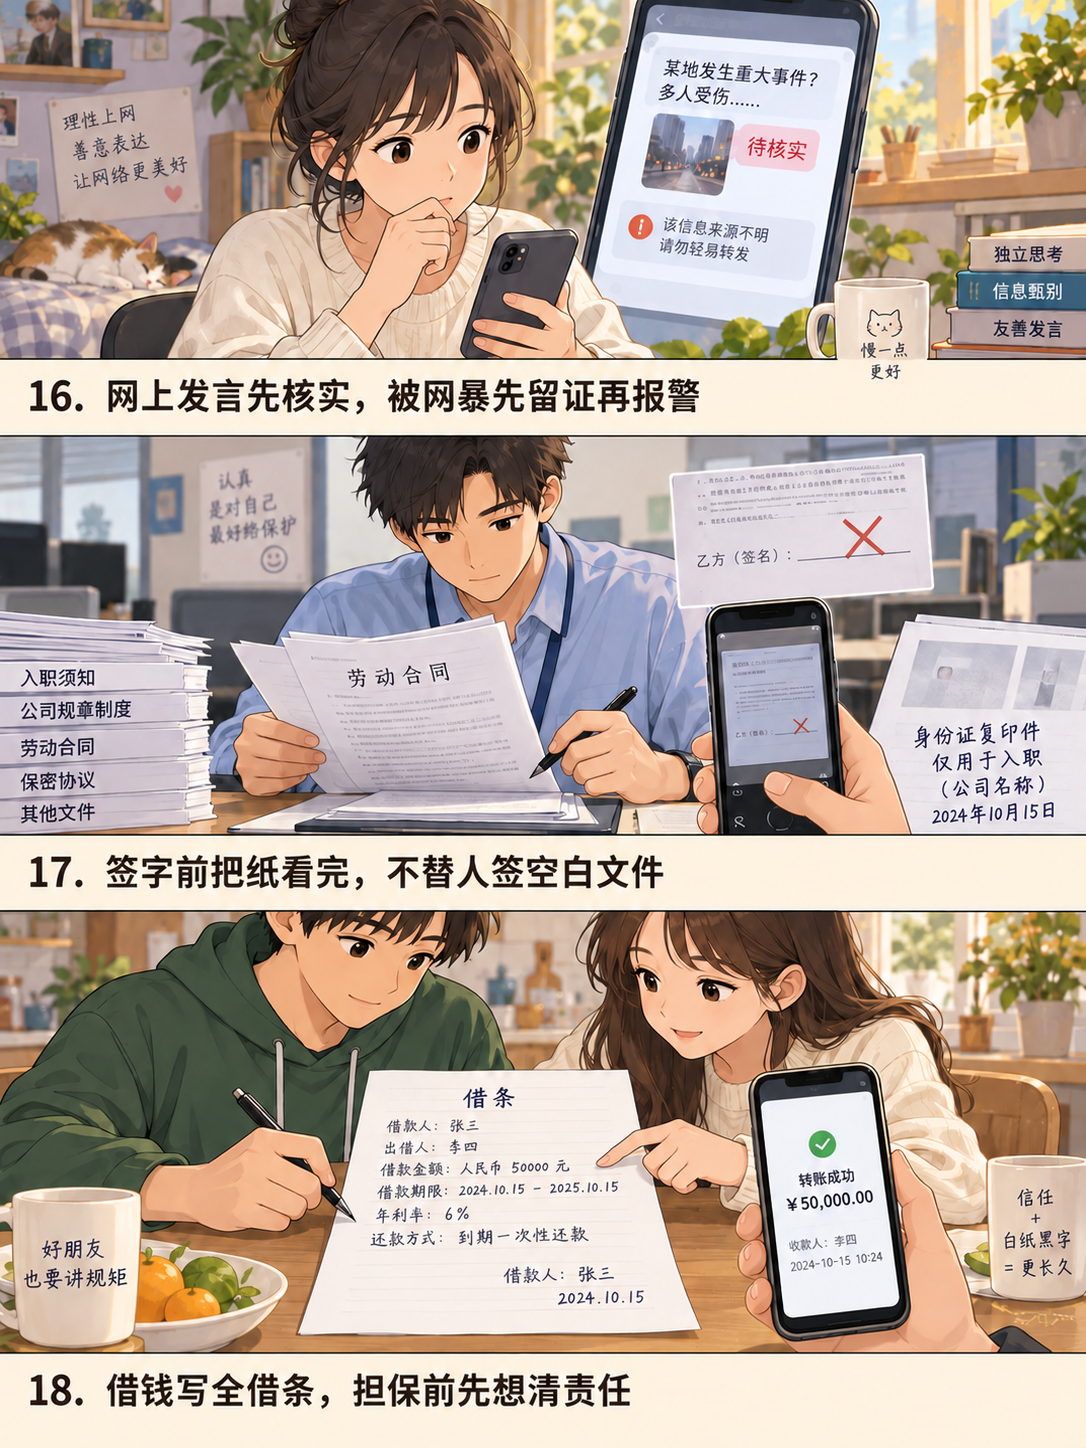 理性上网
善意表达
让网络更美好
某地发生重大事件？
多人受伤......
待核实
!
该信息来源不明
请勿轻易转发
独立思考
信息甄别
友善发言
慢一点
更好
16. 网上发言先核实，被网暴先留证再报警
认真
是对自己
最好的保护
乙方（签名）：
入职须知
公司规章制度
劳动合同
保密协议
其他文件
劳动合同
乙方（签名）：
身份证复印件
仅用于入职
（公司名称）
2024年10月15日
17. 签字前把纸看完，不替人签空白文件
借条
借款人：张三
出借人：李四
借款金额：人民币 50000 元
借款期限：2024.10.15 - 2025.10.15
年利率：6%
还款方式：到期一次性还款
借款人：张三
2024.10.15
转账成功
￥50,000.00
收款人：李四
2024-10-15 10:24
好朋友
也要讲规矩
信任
+
白纸黑字
= 更长久
18. 借钱写全借条，担保前先想清责任